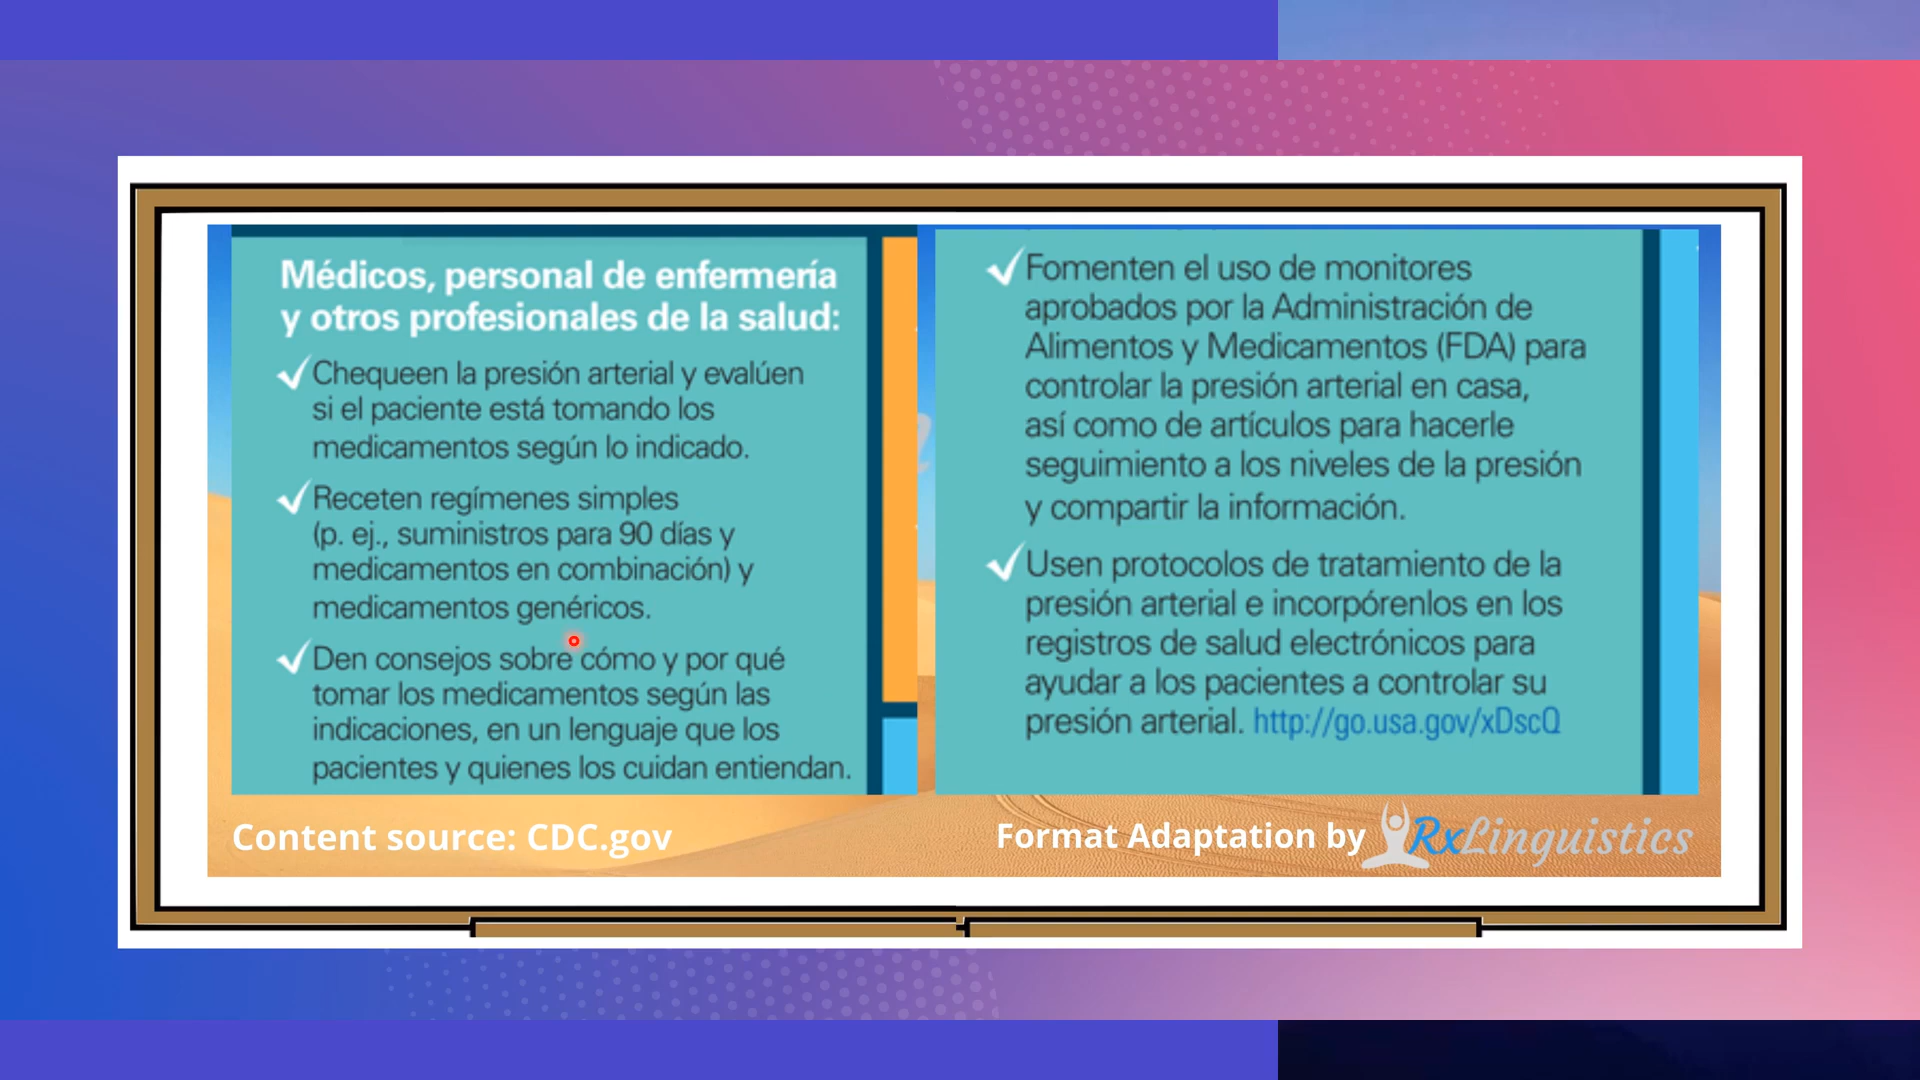 Médicos, personal de enfermería
y otros profesionales de la salud:
Chequeen la presión arterial y evalúen
si el paciente está tomando los
medicamentos según lo indicado.
Receten regímenes simples
(p. ej., suministros para 90 días y
medicamentos en combinación) y
medicamentos genéricos.
Den consejos sobre cómo y por qué
tomar los medicamentos según las
indicaciones, en un lenguaje que los
pacientes y quienes los cuidan entiendan.
Fomenten el uso de monitores
aprobados por la Administración de
Alimentos y Medicamentos (FDA) para
controlar la presión arterial en casa,
así como de artículos para hacerle
seguimiento a los niveles de la presión
y compartir la información.
Usen protocolos de tratamiento de la
presión arterial e incorpórenlos en los
registros de salud electrónicos para
ayudar a los pacientes a controlar su
presión arterial. http://go.usa.gov/xDscQ
Content source: CDC.gov
Format Adaptation by RxLinguistics